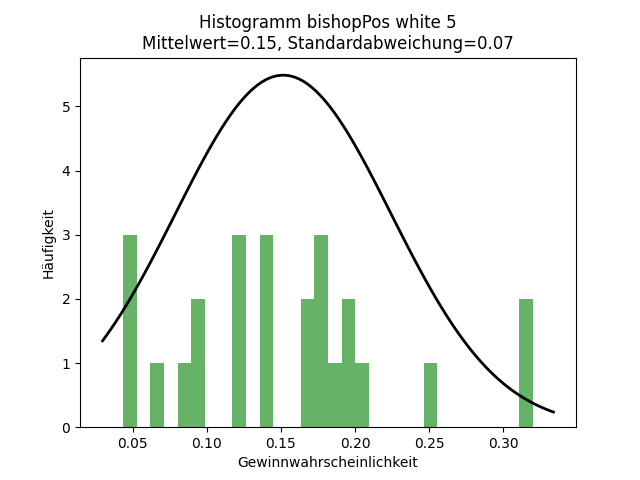 Histogramm bishopPos white 5
Mittelwert=0.15, Standardabweichung=0.07
Häufigkeit
5
4
3
2
1
0
0.05 0.10 0.15 0.20 0.25 0.30
Gewinnwahrscheinlichkeit